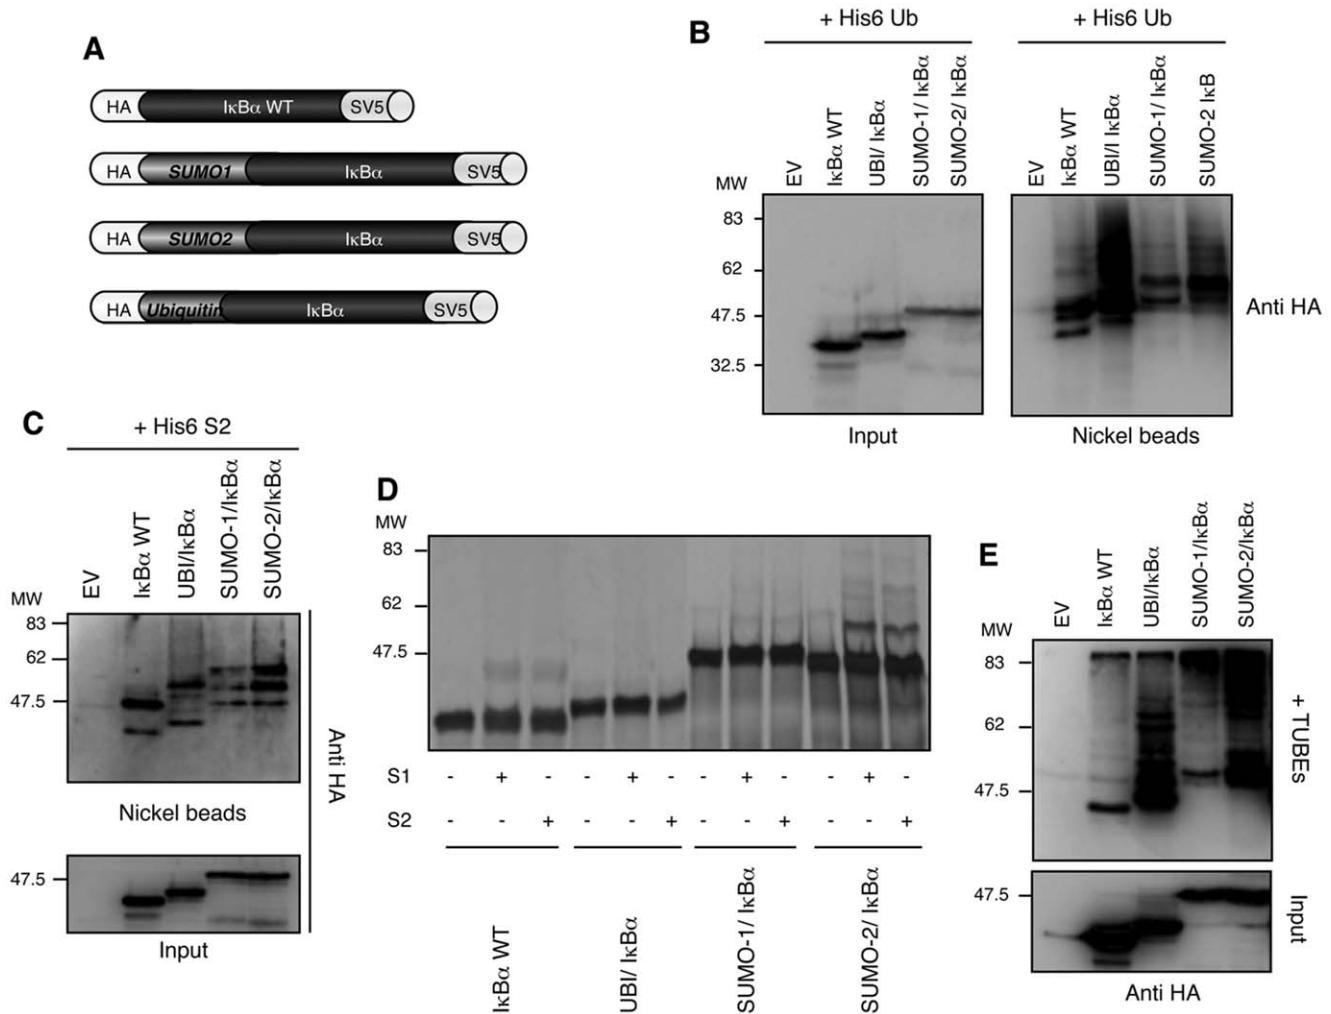 A
HA IκBα WT SV5
HA SUMO1 IκBα SV5
HA SUMO2 IκBα SV5
HA Ubiquitin IκBα SV5
B
+ His6 Ub
+ His6 Ub
EV
IκBα WT
UBI/ IκBα
SUMO-1/ IκBα
SUMO-2/ IκBα
EV
IκBα WT
UBI/I IκBα
SUMO-1/ IκBα
SUMO-2 IκB
MW
83
62
47.5
32.5
Anti HA
Input
Nickel beads
C
+ His6 S2
EV
IκBα WT
UBI/IκBα
SUMO-1/IκBα
SUMO-2/IκBα
MW
83
62
47.5
Nickel beads
47.5
Input
Anti HA
D
MW
83
62
47.5
S1 - + - - + - - + - - + -
S2 - - + - - + - - + - - +
IκBα WT
UBI/ IκBα
SUMO-1/ IκBα
SUMO-2/ IκBα
E
EV
IκBα WT
UBI/IκBα
SUMO-1/IκBα
SUMO-2/IκBα
MW
83
62
47.5
+ TUBEs
47.5
Input
Anti HA